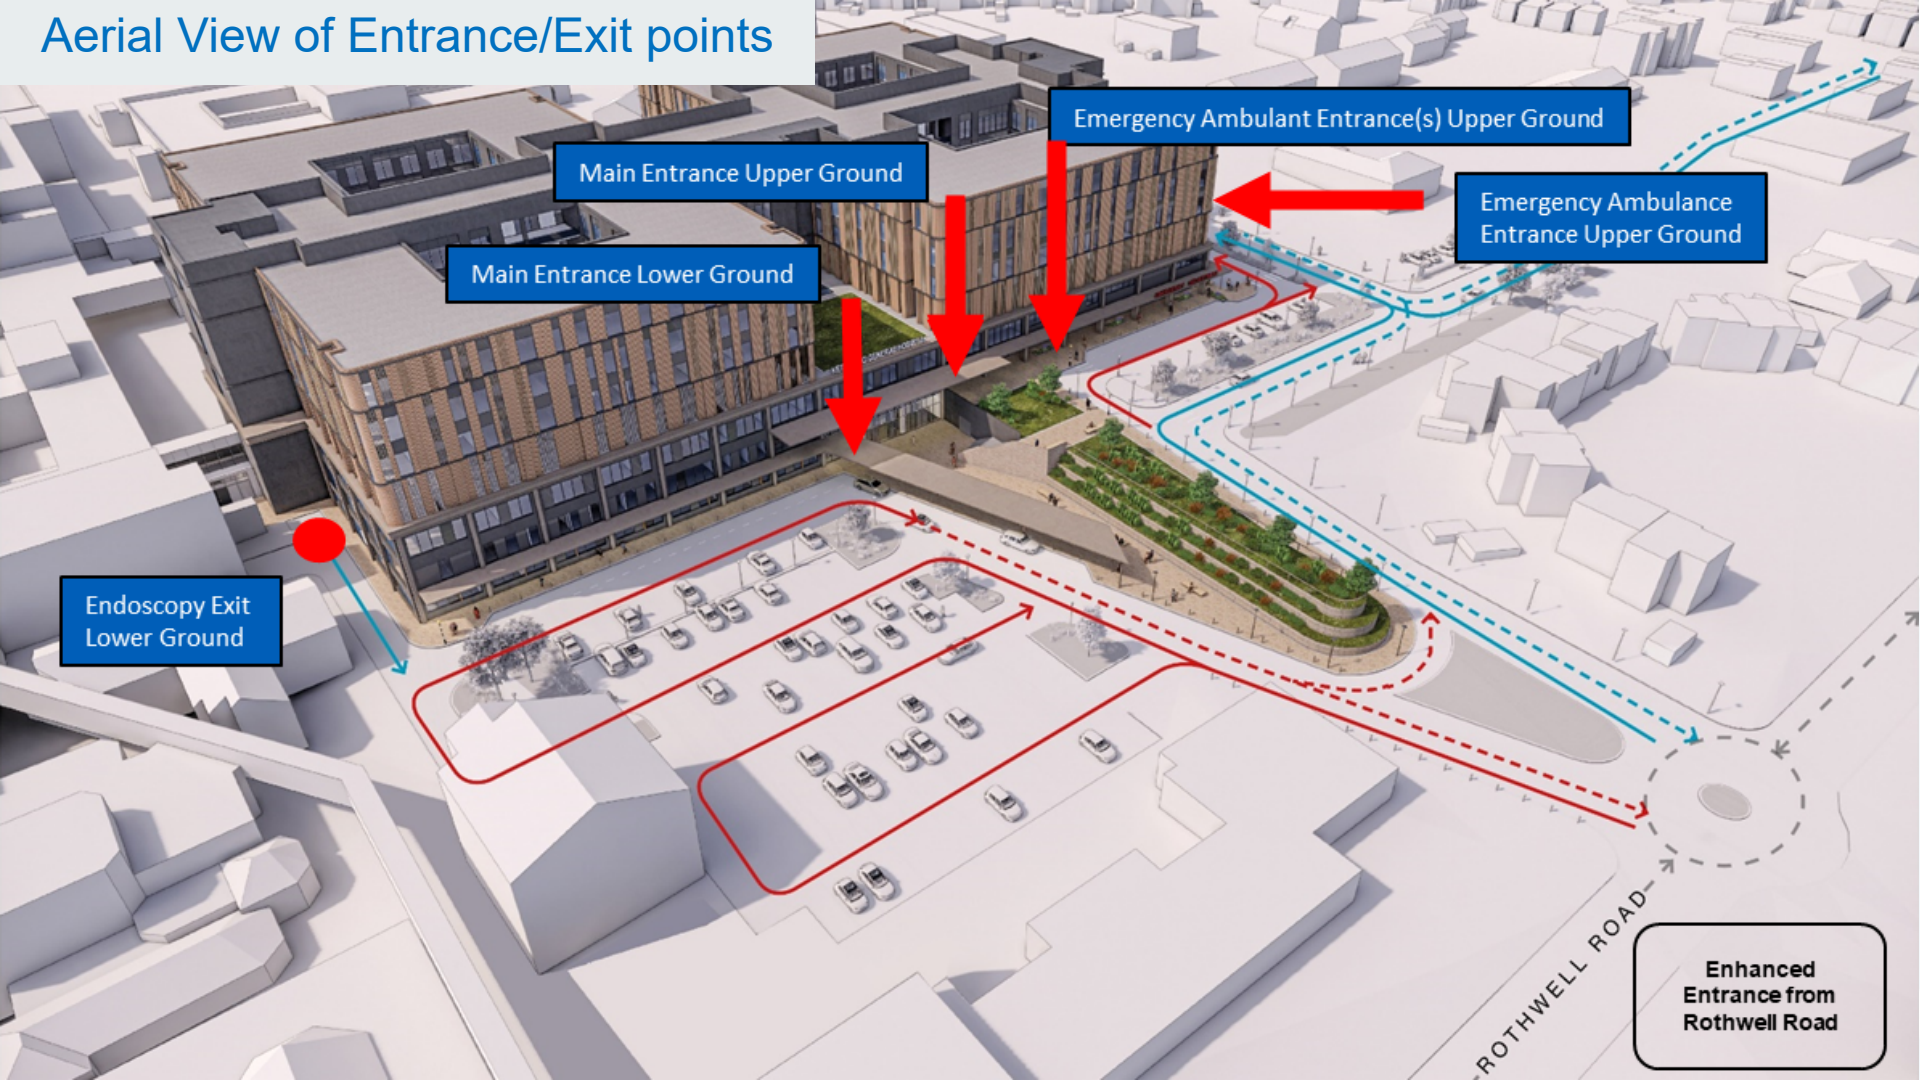 Aerial View of Entrance/Exit points
Emergency Ambulant Entrance(s) Upper Ground
Main Entrance Upper Ground
Emergency Ambulance
Entrance Upper Ground
Main Entrance Lower Ground
Endoscopy Exit
Lower Ground
ROTHWELL ROAD
Enhanced
Entrance from
Rothwell Road